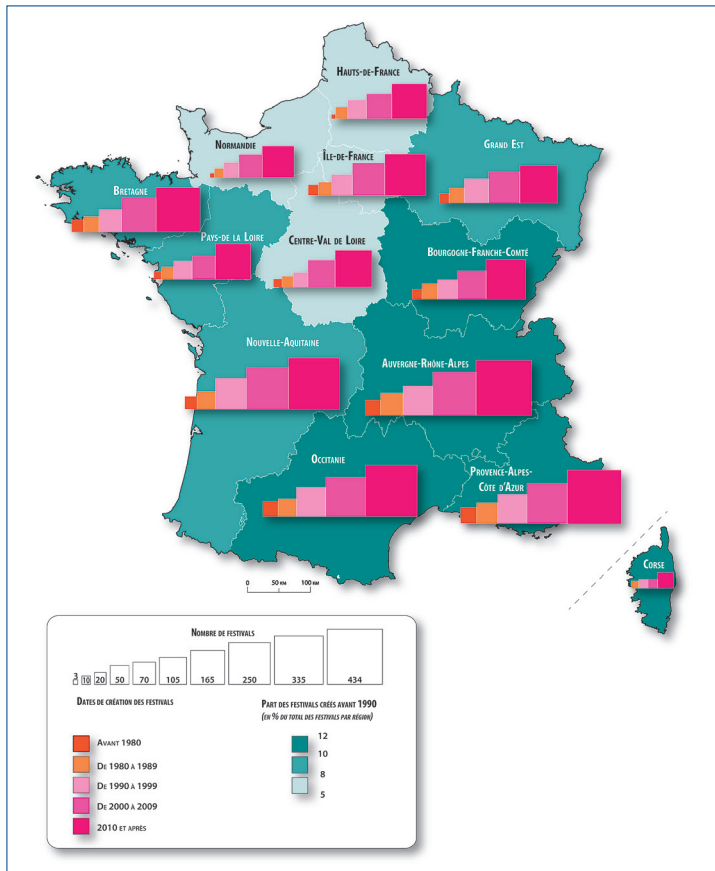 Hauts-de-France
Normandie
Île-de-France
Grand Est
Bretagne
Pays-de la Loire
Centre-Val de Loire
Bourgogne-Franche-Comté
Nouvelle-Aquitaine
Auvergne-Rhône-Alpes
Occitanie
Provence-Alpes-
Côte d'Azur
Corse
0 50 km 100 km
Nombre de festivals
3 10 20 50 70 105 165 250 335 434
Dates de création des festivals
Avant 1980
De 1980 à 1989
De 1990 à 1999
De 2000 à 2009
2010 et après
Part des festivals créés avant 1990
(en % du total des festivals par région)
12
10
8
5